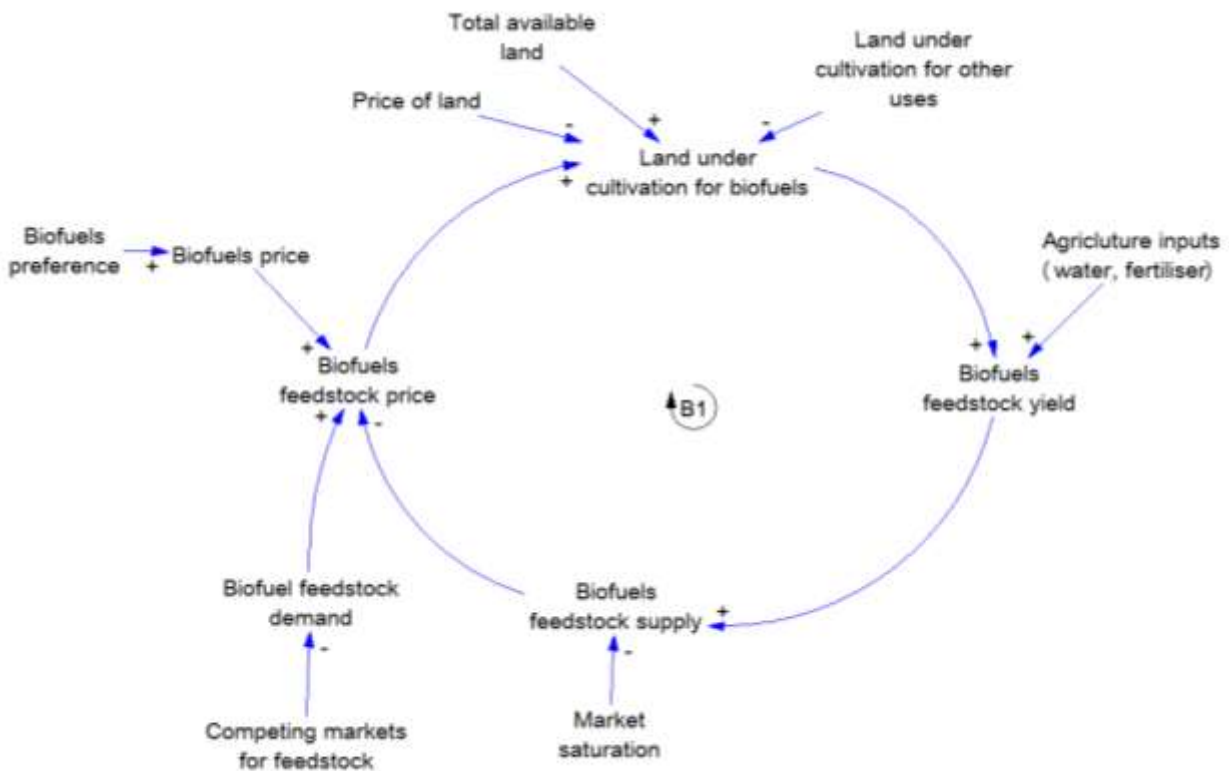 Total available
land
Land under
cultivation for other
uses
Price of land
-
+
-
Land under
cultivation for biofuels
+
Biofuels
preference
+
Biofuels price
Agricluture inputs
( water, fertiliser)
+
Biofuels
feedstock price
+
-
B1
+
+
Biofuels
feedstock yield
Biofuel feedstock
demand
-
Biofuels
feedstock supply
+
-
Competing markets
for feedstock
Market
saturation